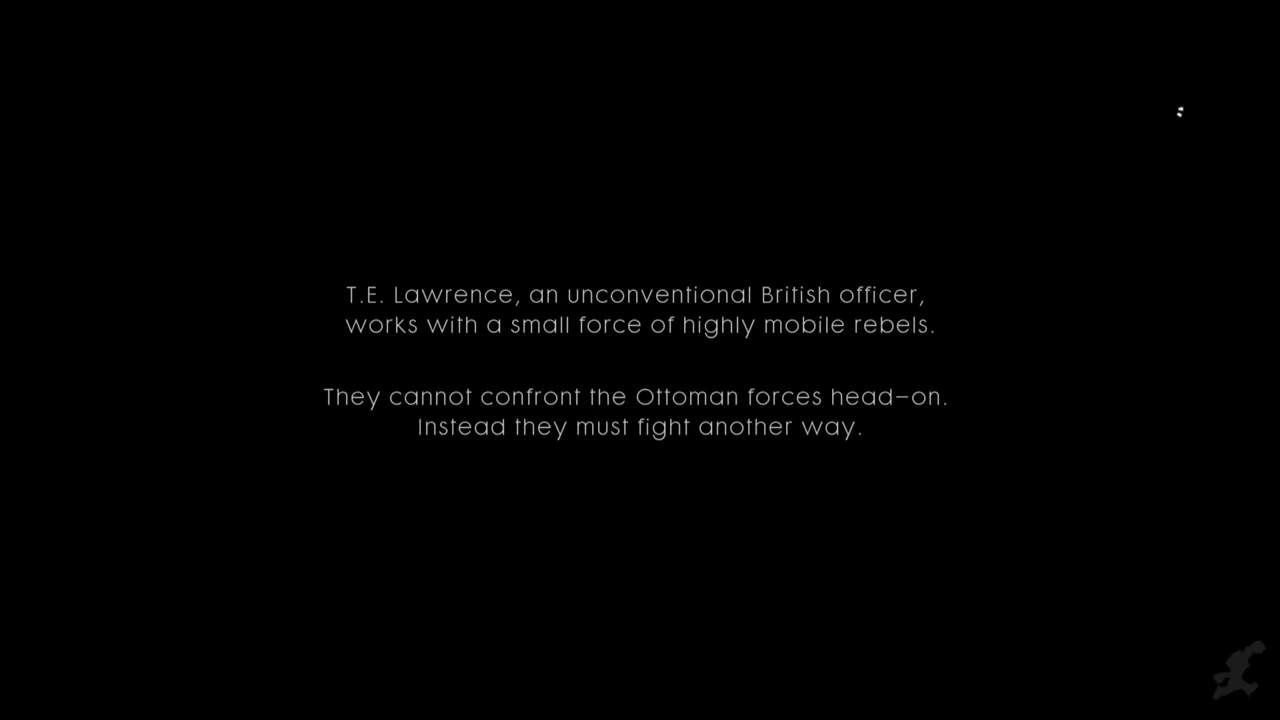 T.E. Lawrence, an unconventional British officer,
works with a small force of highly mobile rebels.
They cannot confront the Ottoman forces head-on.
Instead they must fight another way.